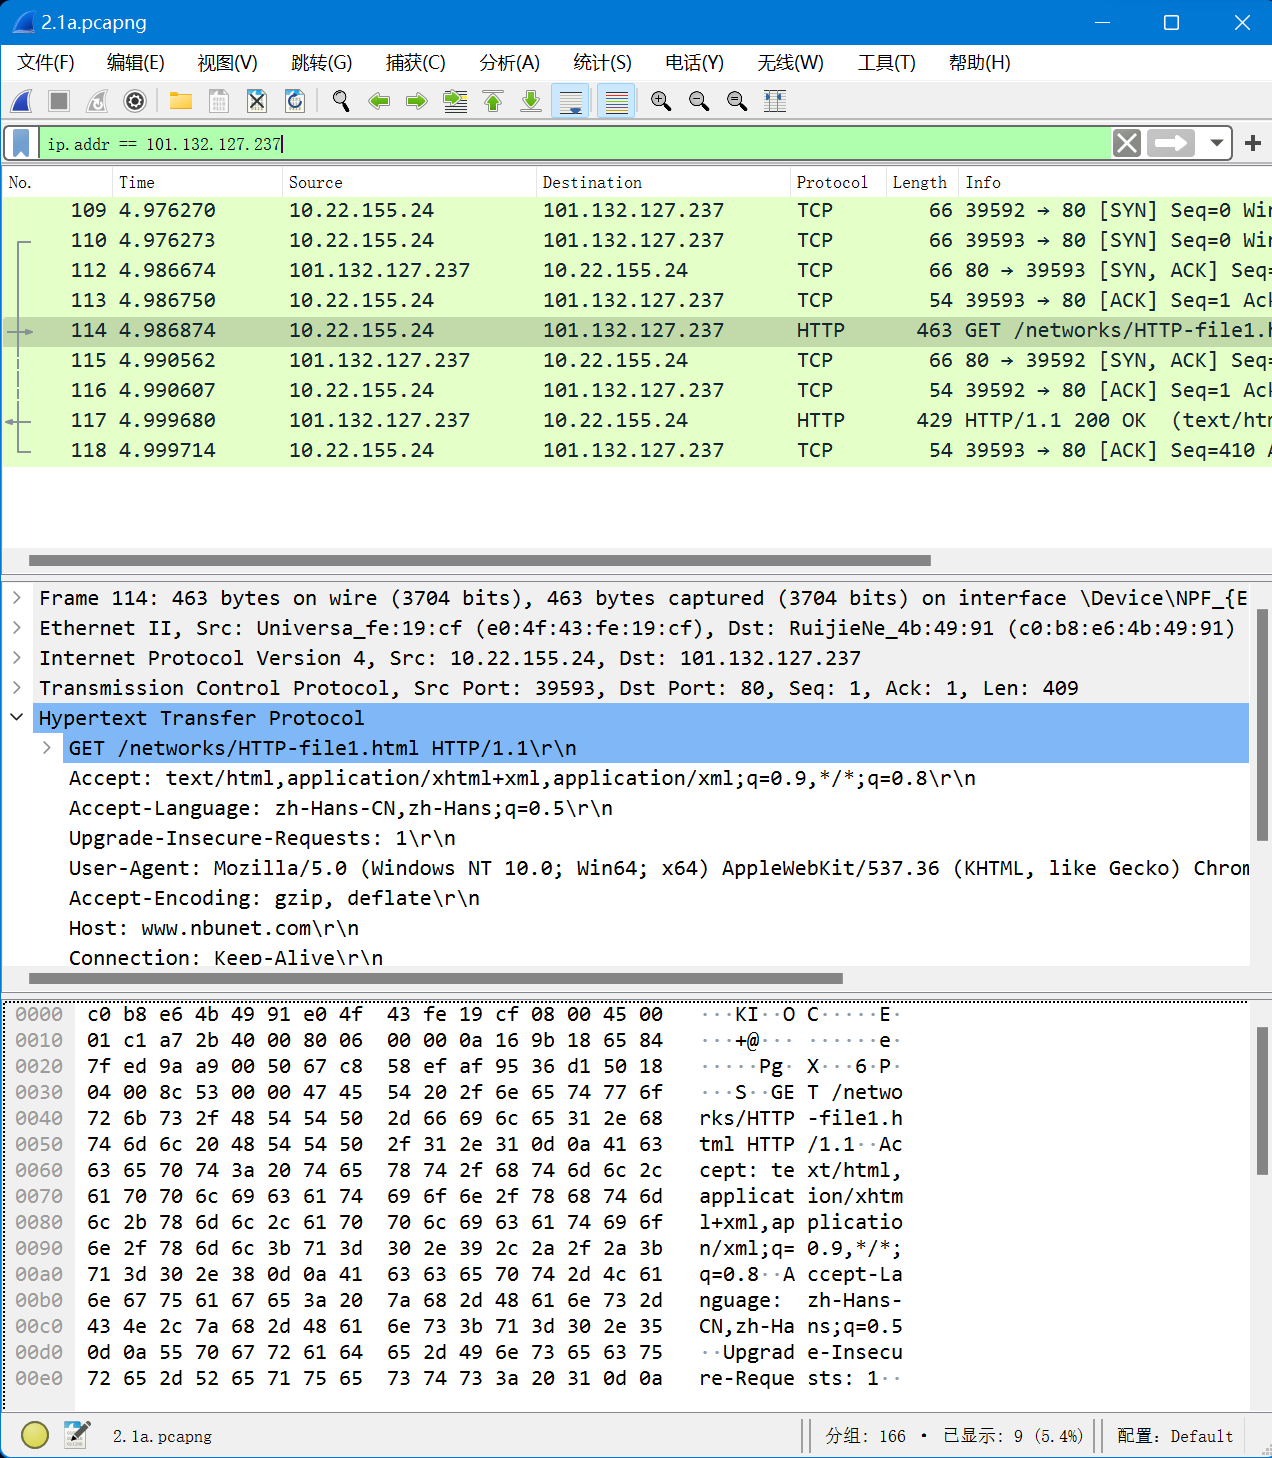 2.1a.pcapng
文件(F) 编辑(E) 视图(V) 跳转(G) 捕获(C) 分析(A) 统计(S) 电话(Y) 无线(W) 工具(T) 帮助(H)
ip.addr == 101.132.127.237
No. Time Source Destination Protocol Length Info
109 4.976270 10.22.155.24 101.132.127.237 TCP 66 39592 → 80 [SYN] Seq=0 Win
110 4.976273 10.22.155.24 101.132.127.237 TCP 66 39593 → 80 [SYN] Seq=0 Win
112 4.986674 101.132.127.237 10.22.155.24 TCP 66 80 → 39593 [SYN, ACK] Seq=
113 4.986750 10.22.155.24 101.132.127.237 TCP 54 39593 → 80 [ACK] Seq=1 Ack
114 4.986874 10.22.155.24 101.132.127.237 HTTP 463 GET /networks/HTTP-file1.h
115 4.990562 101.132.127.237 10.22.155.24 TCP 66 80 → 39592 [SYN, ACK] Seq=
116 4.990607 10.22.155.24 101.132.127.237 TCP 54 39592 → 80 [ACK] Seq=1 Ack
117 4.999680 101.132.127.237 10.22.155.24 HTTP 429 HTTP/1.1 200 OK  (text/htm
118 4.999714 10.22.155.24 101.132.127.237 TCP 54 39593 → 80 [ACK] Seq=410 A
Frame 114: 463 bytes on wire (3704 bits), 463 bytes captured (3704 bits) on interface \Device\NPF_{E
Ethernet II, Src: Universa_fe:19:cf (e0:4f:43:fe:19:cf), Dst: RuijieNe_4b:49:91 (c0:b8:e6:4b:49:91)
Internet Protocol Version 4, Src: 10.22.155.24, Dst: 101.132.127.237
Transmission Control Protocol, Src Port: 39593, Dst Port: 80, Seq: 1, Ack: 1, Len: 409
Hypertext Transfer Protocol
GET /networks/HTTP-file1.html HTTP/1.1\r\n
Accept: text/html,application/xhtml+xml,application/xml;q=0.9,*/*;q=0.8\r\n
Accept-Language: zh-Hans-CN,zh-Hans;q=0.5\r\n
Upgrade-Insecure-Requests: 1\r\n
User-Agent: Mozilla/5.0 (Windows NT 10.0; Win64; x64) AppleWebKit/537.36 (KHTML, like Gecko) Chrom
Accept-Encoding: gzip, deflate\r\n
Host: www.nbunet.com\r\n
Connection: Keep-Alive\r\n
0000 c0 b8 e6 4b 49 91 e0 4f 43 fe 19 cf 08 00 45 00 ···KI··O C·····E·
0010 01 c1 a7 2b 40 00 80 06 00 00 0a 16 9b 18 65 84 ···+@··· ······e·
0020 7f ed 9a a9 00 50 67 c8 58 ef af 95 36 d1 50 18 ·····Pg· X···6·P·
0030 04 00 8c 53 00 00 47 45 54 20 2f 6e 65 74 77 6f ···S··GE T /netwo
0040 72 6b 73 2f 48 54 54 50 2d 66 69 6c 65 31 2e 68 rks/HTTP -file1.h
0050 74 6d 6c 20 48 54 54 50 2f 31 2e 31 0d 0a 41 63 tml HTTP /1.1··Ac
0060 63 65 70 74 3a 20 74 65 78 74 2f 68 74 6d 6c 2c cept: te xt/html,
0070 61 70 70 6c 69 63 61 74 69 6f 6e 2f 78 68 74 6d applicat ion/xhtm
0080 6c 2b 78 6d 6c 2c 61 70 70 6c 69 63 61 74 69 6f l+xml,ap plicatio
0090 6e 2f 78 6d 6c 3b 71 3d 30 2e 39 2c 2a 2f 2a 3b n/xml;q= 0.9,*/*;
00a0 71 3d 30 2e 38 0d 0a 41 63 63 65 70 74 2d 4c 61 q=0.8··A ccept-La
00b0 6e 67 75 61 67 65 3a 20 7a 68 2d 48 61 6e 73 2d nguage:  zh-Hans-
00c0 43 4e 2c 7a 68 2d 48 61 6e 73 3b 71 3d 30 2e 35 CN,zh-Ha ns;q=0.5
00d0 0d 0a 55 70 67 72 61 64 65 2d 49 6e 73 65 63 75 ··Upgrad e-Insecu
00e0 72 65 2d 52 65 71 75 65 73 74 73 3a 20 31 0d 0a re-Reque sts: 1··
2.1a.pcapng 分组: 166 · 已显示: 9 (5.4%) 配置: Default